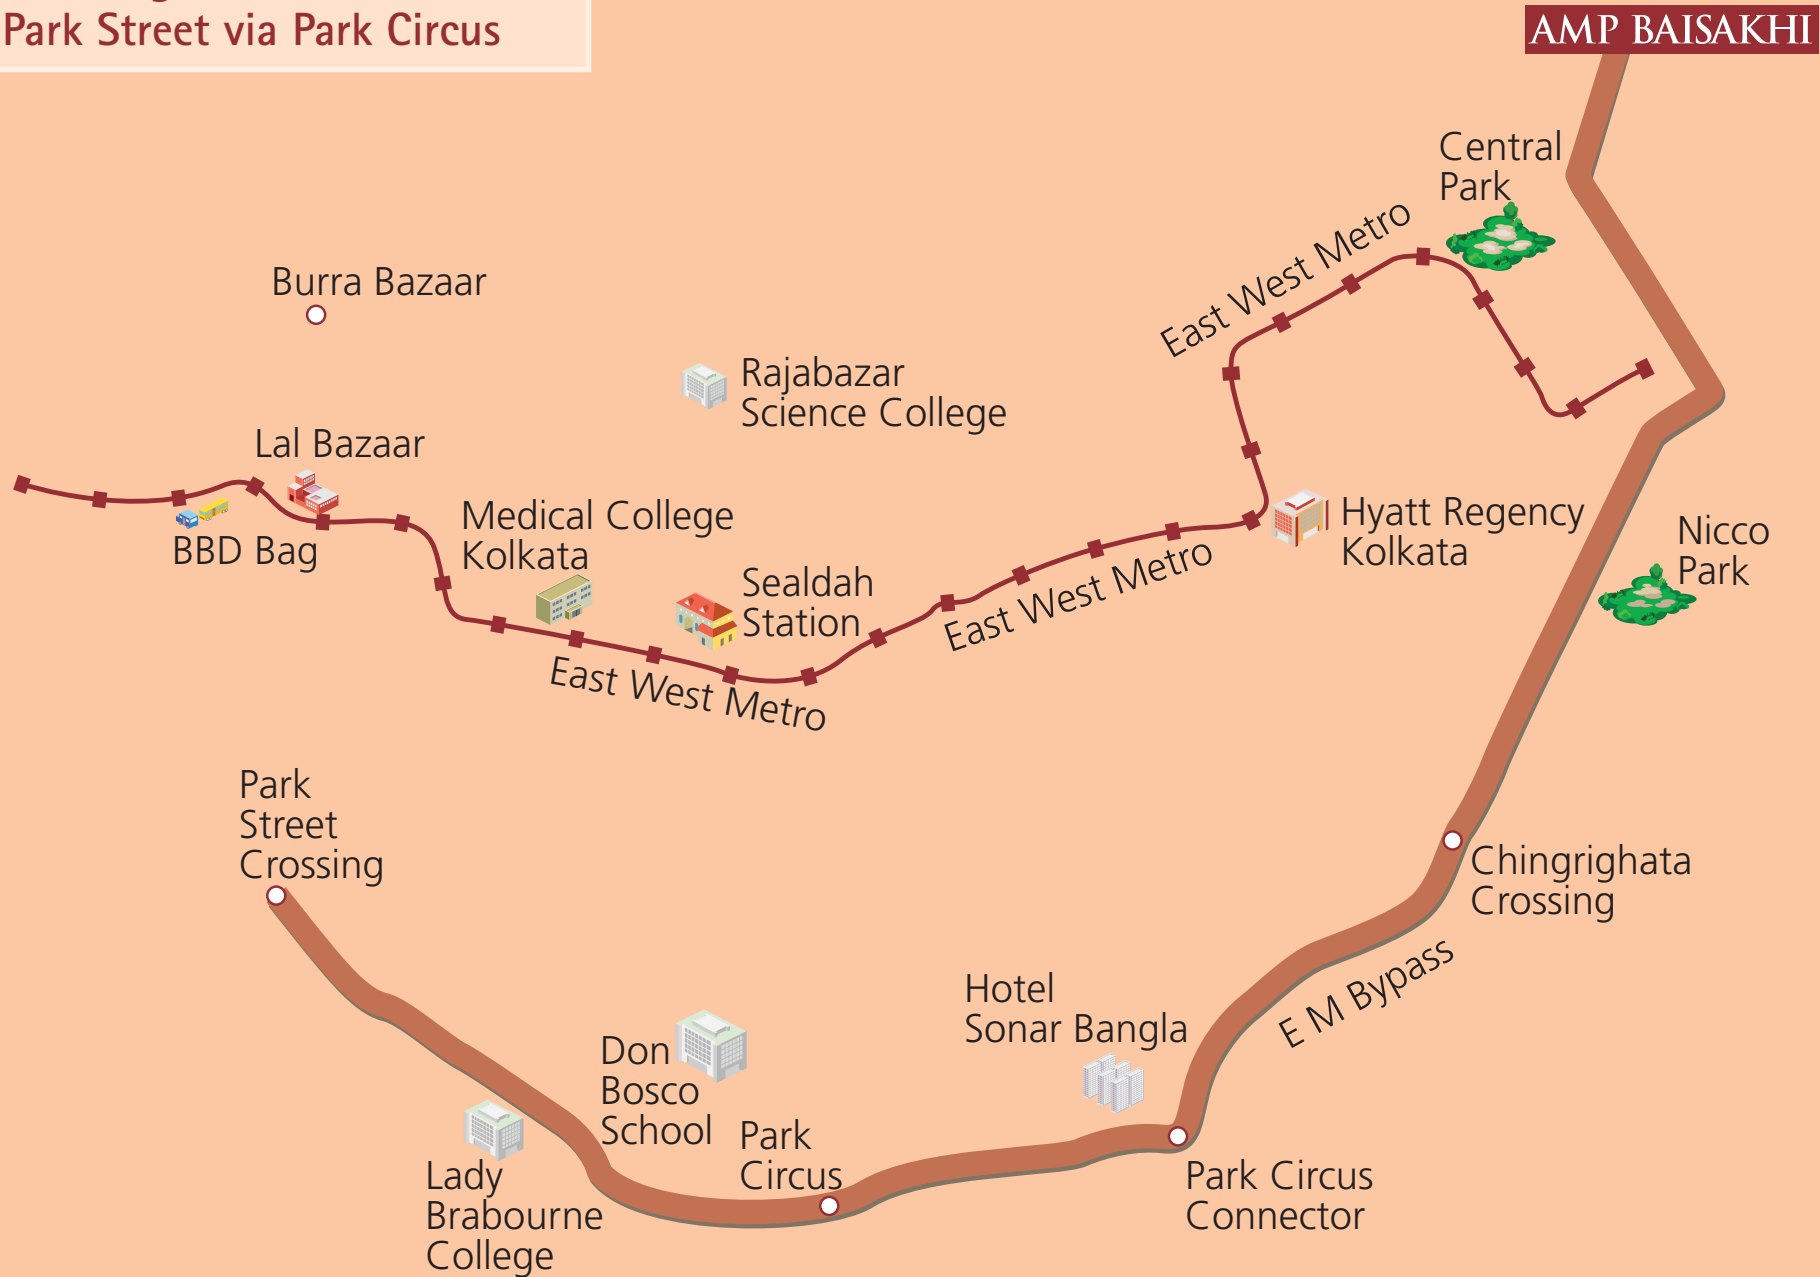 Park Street via Park Circus
AMP BAISAKHI
Central
Park
East West Metro
Burra Bazaar
Rajabazar
Science College
Lal Bazaar
BBD Bag
Medical College
Kolkata
Sealdah
Station
East West Metro
East West Metro
Hyatt Regency
Kolkata
Nicco
Park
Park
Street
Crossing
Chingrighata
Crossing
E M Bypass
Hotel
Sonar Bangla
Don
Bosco
School
Park
Circus
Park Circus
Connector
Lady
Brabourne
College